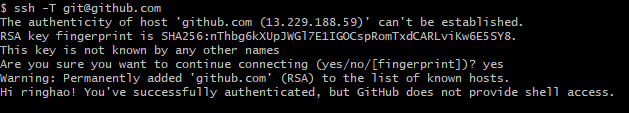 $ ssh -T git@github.com
The authenticity of host 'github.com (13.229.188.59)' can't be established.
RSA key fingerprint is SHA256:nThbg6kXUpJWGl7E1IGOCspRomTxdCARLviKw6E5SY8.
This key is not known by any other names
Are you sure you want to continue connecting (yes/no/[fingerprint])? yes
Warning: Permanently added 'github.com' (RSA) to the list of known hosts.
Hi ringhao! You've successfully authenticated, but GitHub does not provide shell access.